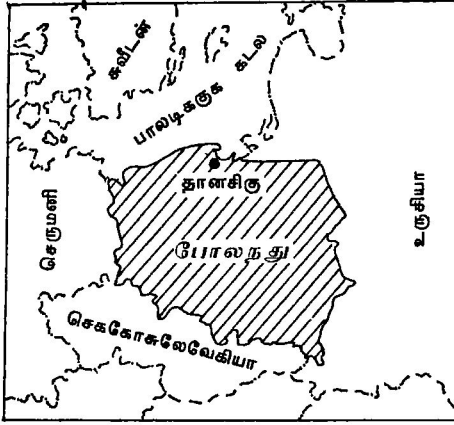 சுவீடன்
பாலடிககுக கடல
தானசிகு
செருமனி
போலநது
உருசியா
செககோசுலேவேகியா